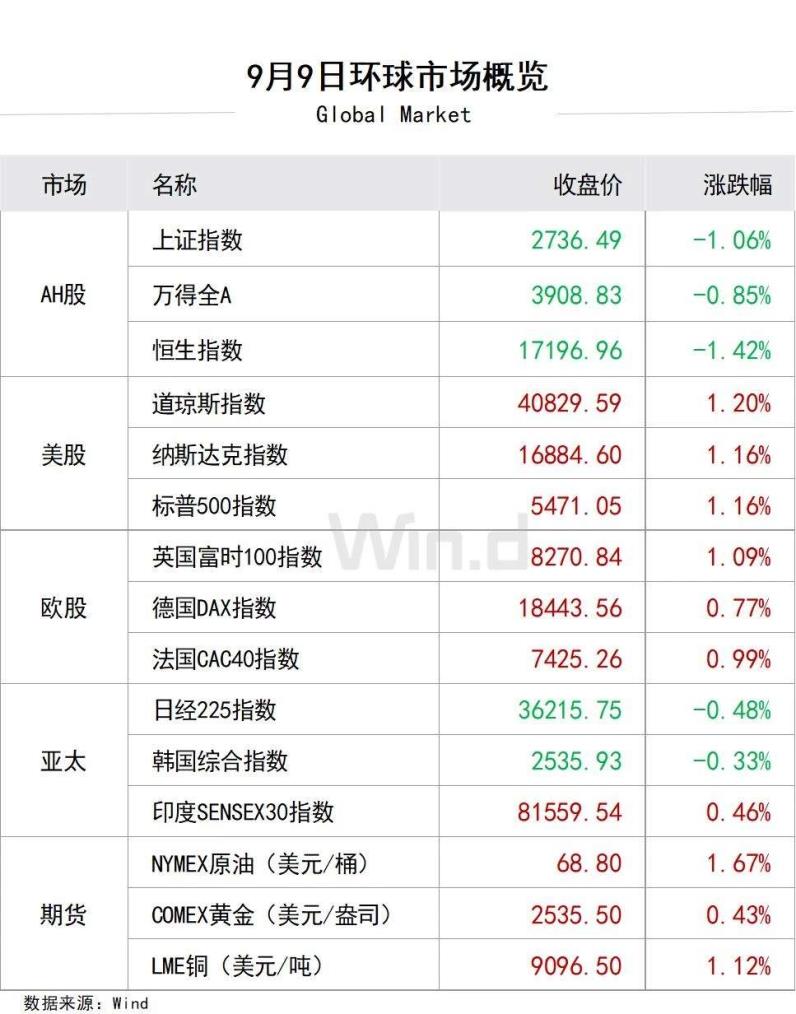 9月9日环球市场概览
Global Market
市场 名称 收盘价 涨跌幅
AH股
上证指数 2736.49 -1.06%
万得全A 3908.83 -0.85%
恒生指数 17196.96 -1.42%
美股
道琼斯指数 40829.59 1.20%
纳斯达克指数 16884.60 1.16%
标普500指数 5471.05 1.16%
Win.d
欧股
英国富时100指数 8270.84 1.09%
德国DAX指数 18443.56 0.77%
法国CAC40指数 7425.26 0.99%
亚太
日经225指数 36215.75 -0.48%
韩国综合指数 2535.93 -0.33%
印度SENSEX30指数 81559.54 0.46%
期货
NYMEX原油（美元/桶） 68.80 1.67%
COMEX黄金（美元/盎司） 2535.50 0.43%
LME铜（美元/吨） 9096.50 1.12%
数据来源：Wind